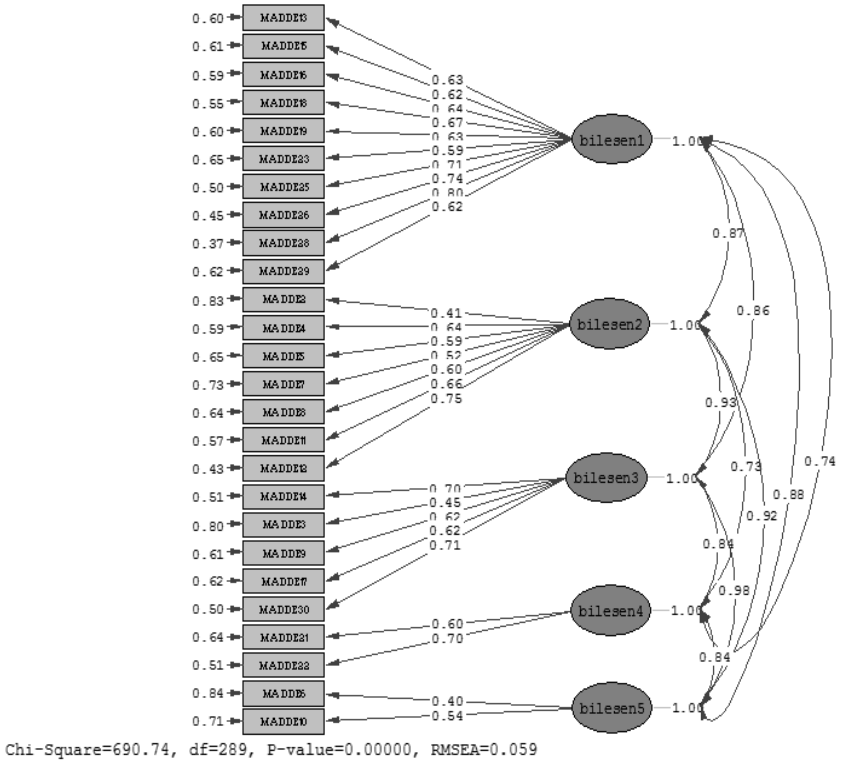 0.60 MADDE13
0.61 MADDE15
0.59 MADDE16
0.55 MADDE18
0.60 MADDE19
0.65 MADDE23
0.50 MADDE25
0.45 MADDE26
0.37 MADDE28
0.62 MADDE29
0.83 MADDE2
0.59 MADDE4
0.65 MADDE5
0.73 MADDE7
0.64 MADDE8
0.57 MADDE11
0.43 MADDE12
0.51 MADDE14
0.80 MADDE3
0.61 MADDE9
0.62 MADDE17
0.50 MADDE30
0.64 MADDE21
0.51 MADDE22
0.84 MADDE6
0.71 MADDE10
0.63
0.62
0.64
0.67
0.63
0.59
0.71
0.74
0.80
0.62
0.41
0.64
0.59
0.52
0.60
0.66
0.75
0.70
0.45
0.62
0.62
0.71
0.60
0.70
0.40
0.54
bilesen1 1.00
bilesen2 1.00
bilesen3 1.00
bilesen4 1.00
bilesen5 1.00
0.87
0.86
0.93
0.73
0.74
0.88
0.92
0.84
0.98
0.84
Chi-Square=690.74, df=289, P-value=0.00000, RMSEA=0.059